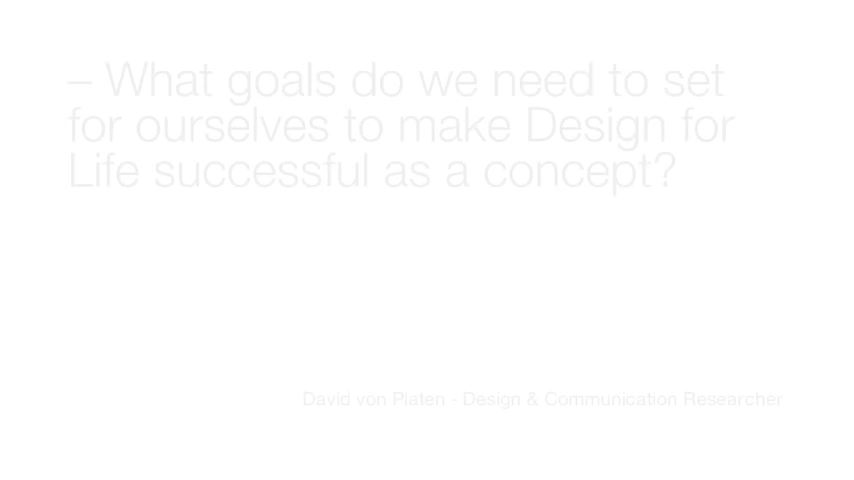 – What goals do we need to set
for ourselves to make Design for
Life successful as a concept?
David von Platen - Design & Communication Researcher